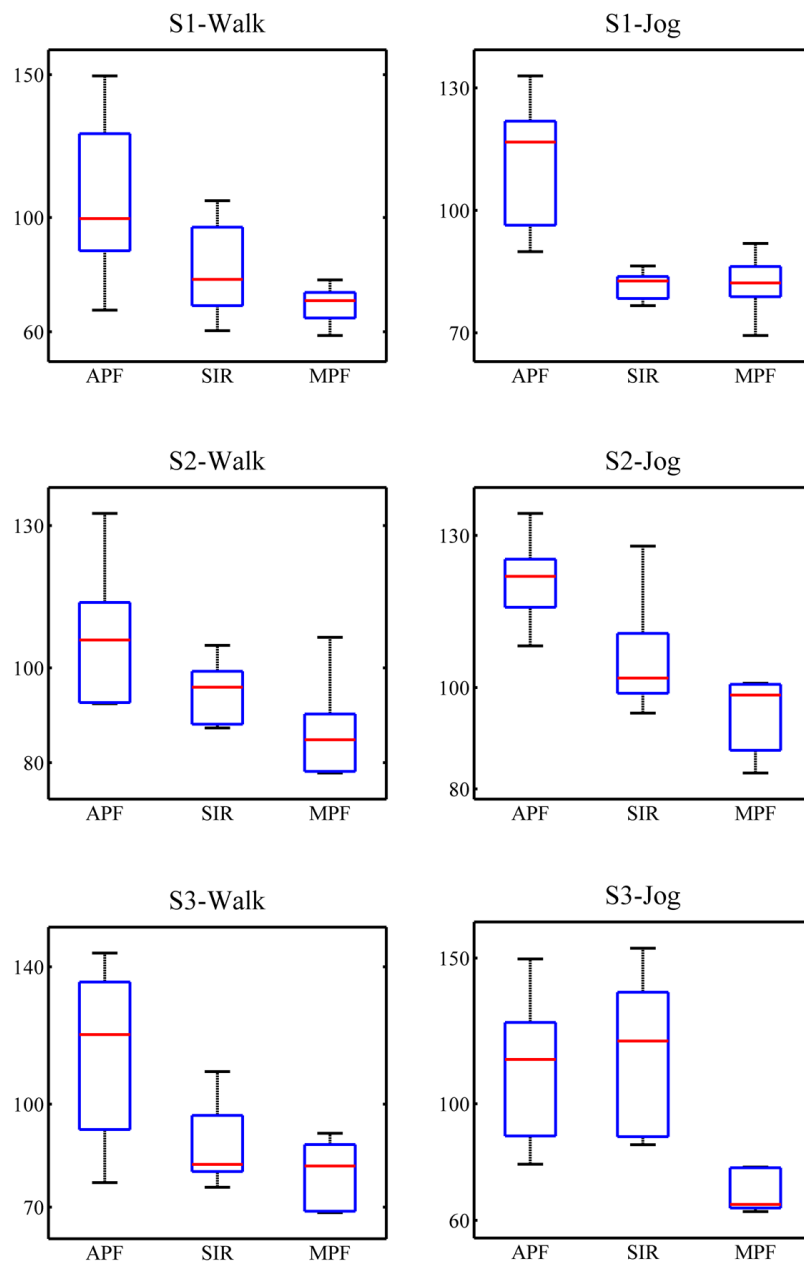 S1-Walk
150
100
60
APF SIR MPF
S1-Jog
130
100
70
APF SIR MPF
S2-Walk
130
100
80
APF SIR MPF
S2-Jog
130
100
80
APF SIR MPF
S3-Walk
140
100
70
APF SIR MPF
S3-Jog
150
100
60
APF SIR MPF